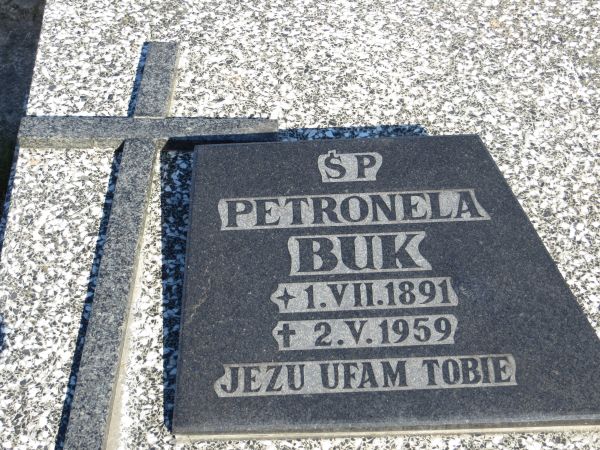 ŚP
PETRONELA
BUK
✦ 1.VII.1891
✝ 2.V.1959
JEZU UFAM TOBIE